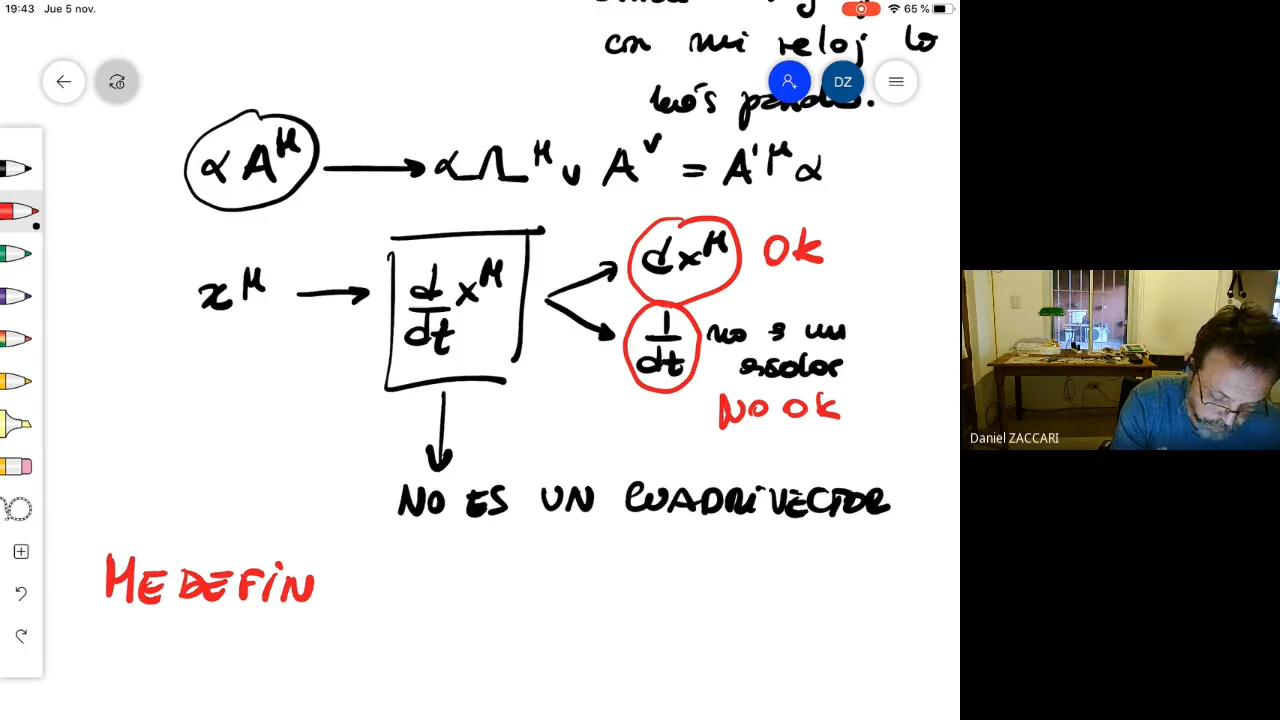 19:43 Jue 5 nov. 65 %
con mi reloj lo
DZ
más
α A^μ → α Λ^μ_ν A^ν = A'^μ α
x^μ → d/dt x^μ
dx^μ OK
1/dt no es un
escalar
NO OK
NO ES UN CUADRIVECTOR
ME DEFIN
Daniel ZACCARI